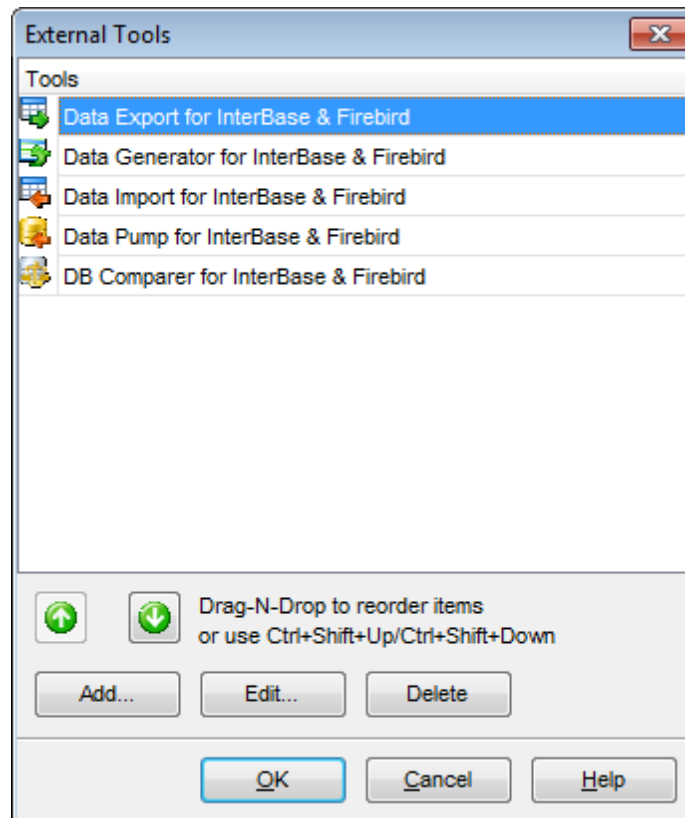 External Tools
Tools
Data Export for InterBase & Firebird
Data Generator for InterBase & Firebird
Data Import for InterBase & Firebird
Data Pump for InterBase & Firebird
DB Comparer for InterBase & Firebird
Drag-N-Drop to reorder items
or use Ctrl+Shift+Up/Ctrl+Shift+Down
Add... Edit... Delete
OK Cancel Help